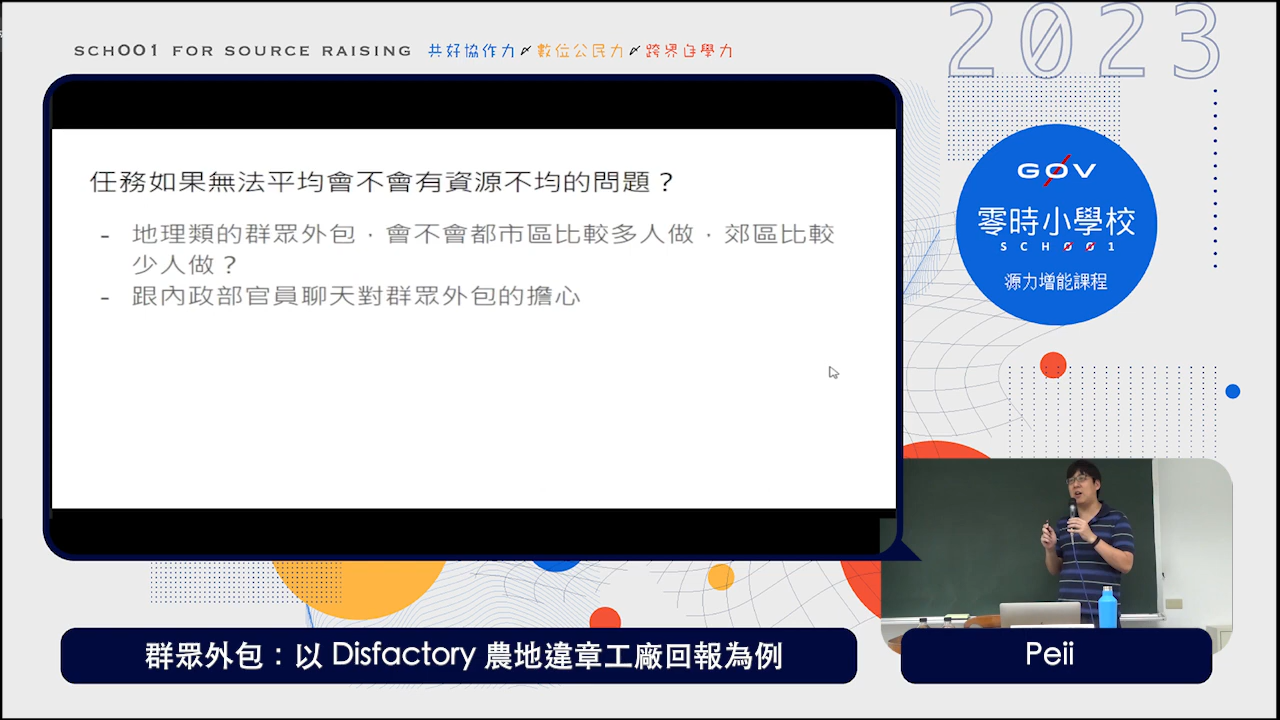 SCH001 FOR SOURCE RAISING 共好協作力 〆 數位公民力 〆 跨界自學力
2023
任務如果無法平均會不會有資源不均的問題？
- 地理類的群眾外包，會不會都市區比較多人做，郊區比較
少人做？
- 跟內政部官員聊天對群眾外包的擔心
G0V
零時小學校
SCH001
源力增能課程
群眾外包：以 Disfactory 農地違章工廠回報為例
Peii